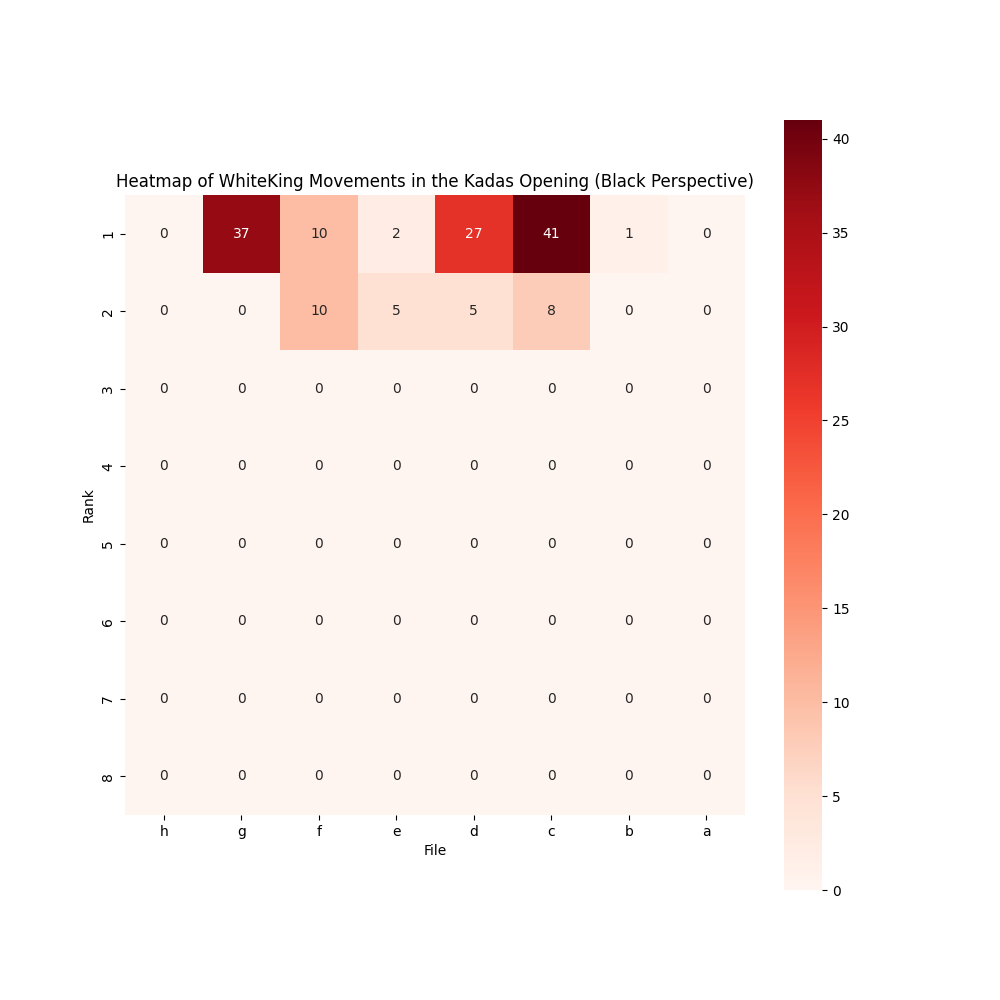 Heatmap of WhiteKing Movements in the Kadas Opening (Black Perspective)
1 0 37 10 2 27 41 1 0
2 0 0 10 5 5 8 0 0
3 0 0 0 0 0 0 0 0
4 0 0 0 0 0 0 0 0
5 0 0 0 0 0 0 0 0
6 0 0 0 0 0 0 0 0
7 0 0 0 0 0 0 0 0
8 0 0 0 0 0 0 0 0
h g f e d c b a
File
Rank
40
35
30
25
20
15
10
5
0